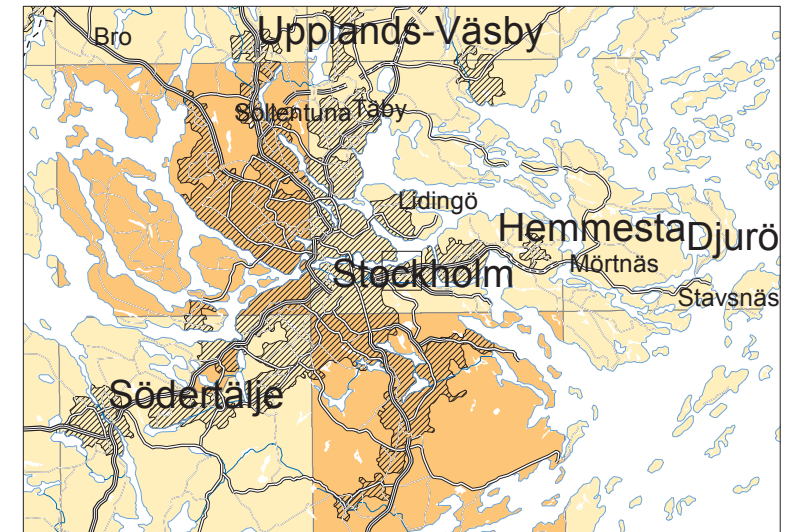 Upplands-Väsby
Bro
Sollentuna
Täby
Lidingö
Hemmesta
Djurö
Mörtnäs
Stockholm
Stavsnäs
Södertälje